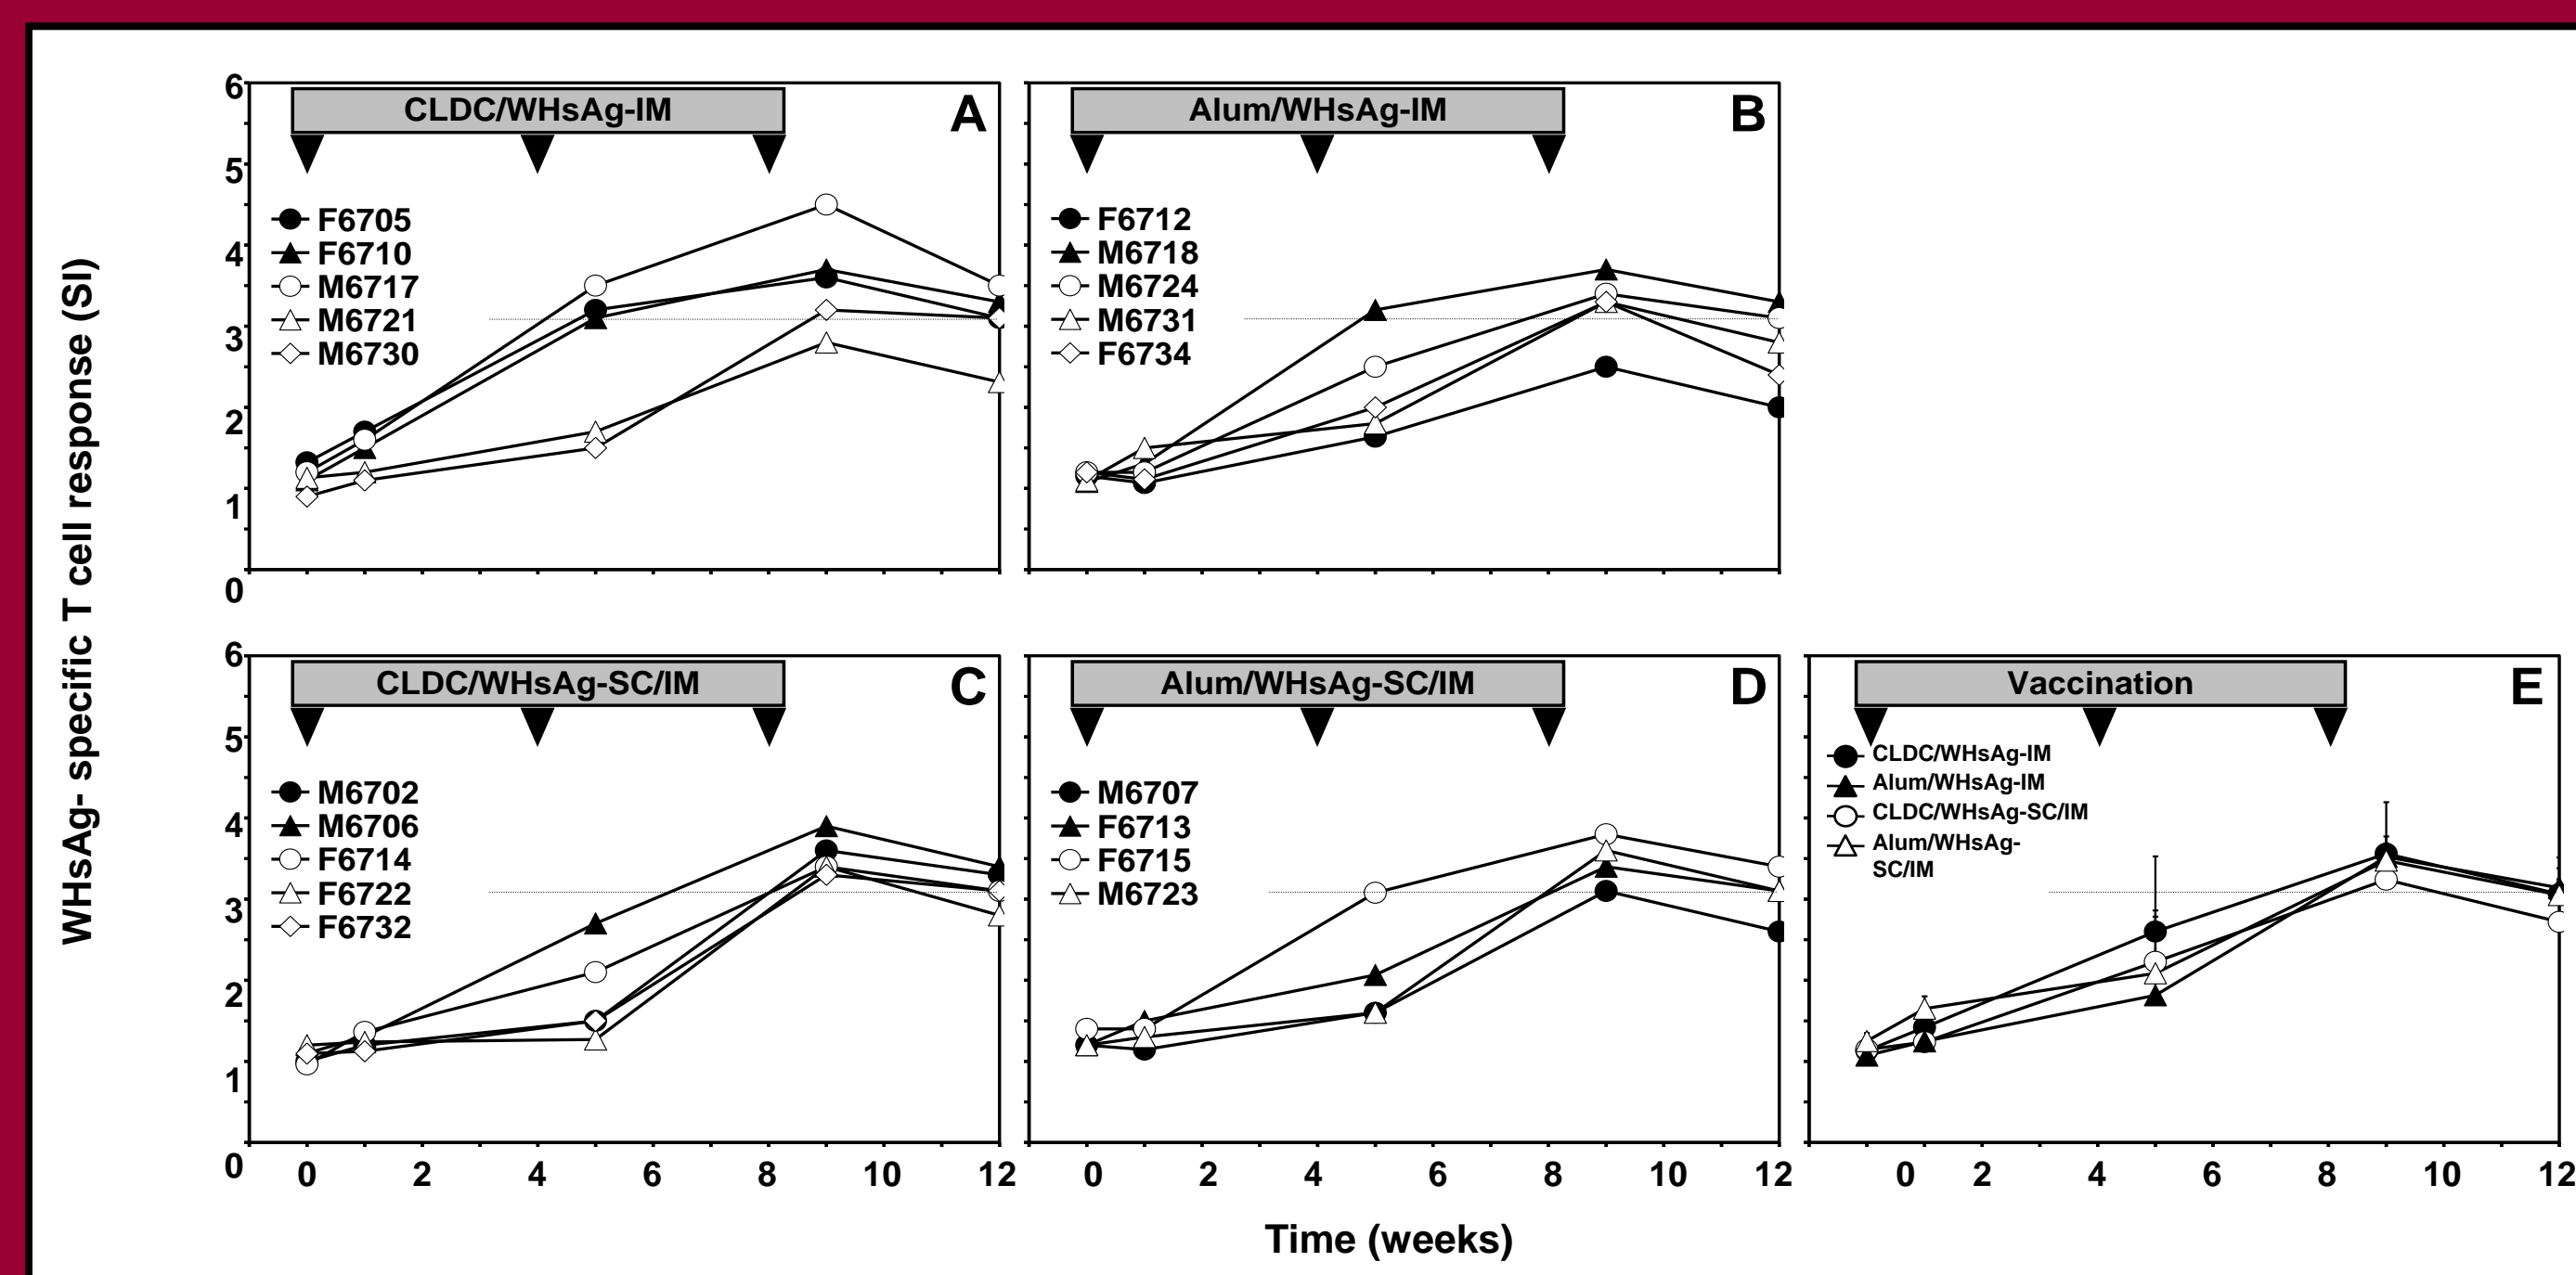 WHsAg- specific T cell response (SI)
6
5
4
3
2
1
0
CLDC/WHsAg-IM
A
F6705
F6710
M6717
M6721
M6730
Alum/WHsAg-IM
B
F6712
M6718
M6724
M6731
F6734
6
5
4
3
2
1
0
CLDC/WHsAg-SC/IM
C
M6702
M6706
F6714
F6722
F6732
0 2 4 6 8 10 12
Alum/WHsAg-SC/IM
D
M6707
F6713
F6715
M6723
0 2 4 6 8 10 12
Vaccination
E
CLDC/WHsAg-IM
Alum/WHsAg-IM
CLDC/WHsAg-SC/IM
Alum/WHsAg-
SC/IM
0 2 4 6 8 10 12
Time (weeks)